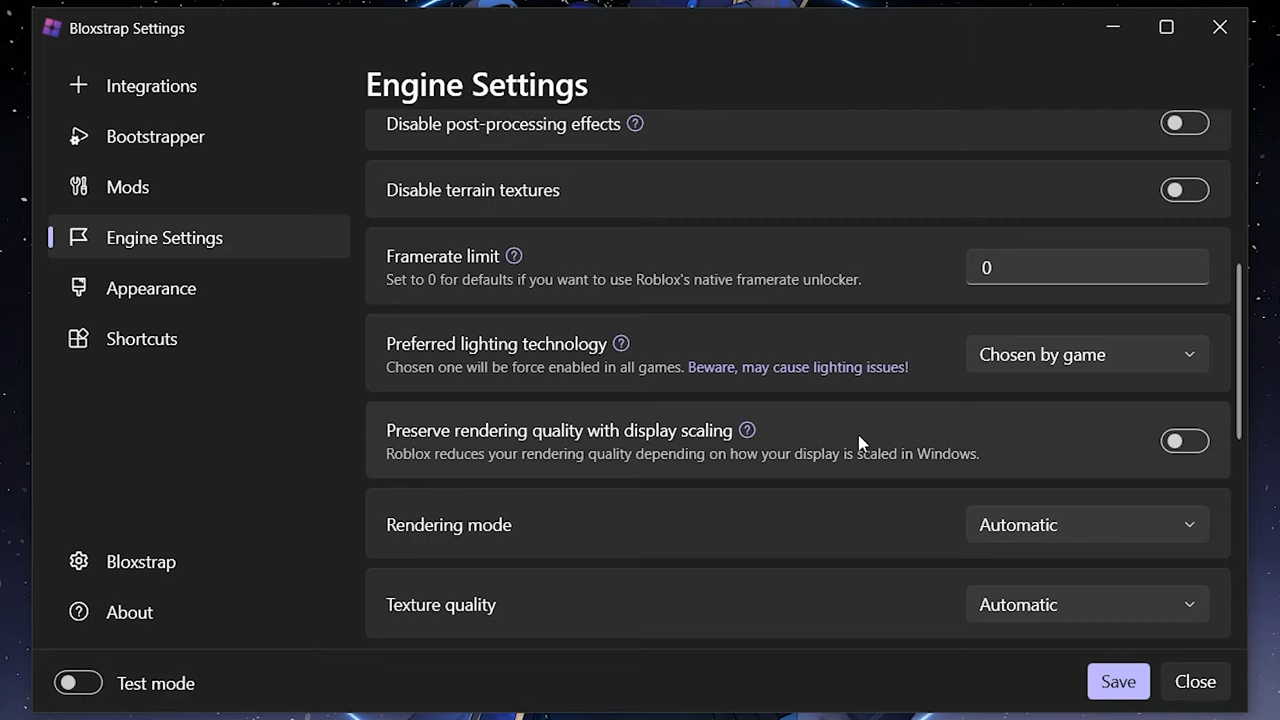 Bloxstrap Settings
Integrations
Bootstrapper
Mods
Engine Settings
Appearance
Shortcuts
Bloxstrap
About
Test mode
Engine Settings
Disable post-processing effects
Disable terrain textures
Framerate limit
Set to 0 for defaults if you want to use Roblox's native framerate unlocker.
0
Preferred lighting technology
Chosen one will be force enabled in all games. Beware, may cause lighting issues!
Chosen by game
Preserve rendering quality with display scaling
Roblox reduces your rendering quality depending on how your display is scaled in Windows.
Rendering mode
Automatic
Texture quality
Automatic
Save
Close